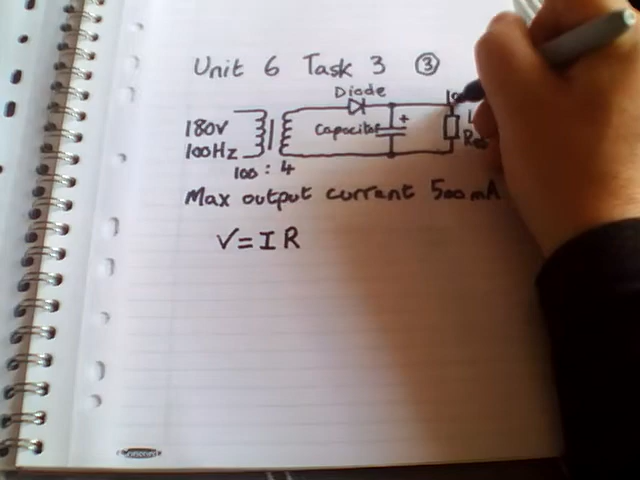 Unit 6 Task 3 ③
Diode
180V
Capacitor +
100Hz
100 : 4
Max output current 500mA
V = I R